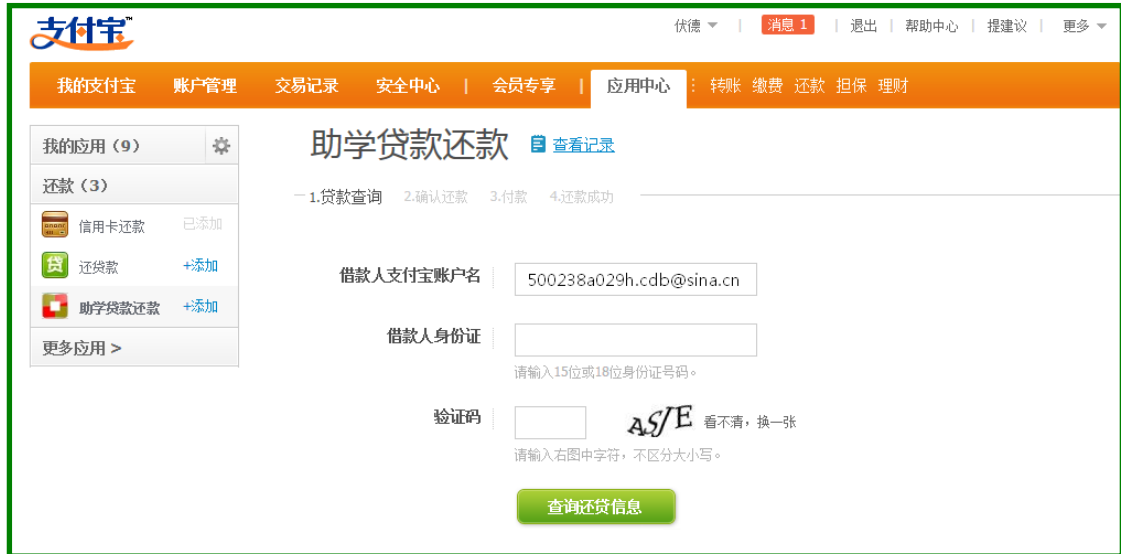 支付宝™
伏德 | 消息 1 | 退出 | 帮助中心 | 提建议 | 更多
我的支付宝 账户管理 交易记录 安全中心 | 会员专享 | 应用中心 转账 缴费 还款 担保 理财
我的应用（9）
还款（3）
信用卡还款 已添加
还贷款 +添加
助学贷款还款 +添加
更多应用 >
助学贷款还款 查看记录
1.贷款查询 2.确认还款 3.付款 4.还款成功
借款人支付宝账户名 500238a029h.cdb@sina.cn
借款人身份证
请输入15位或18位身份证号码。
验证码 ASJE 看不清，换一张
请输入右图中字符，不区分大小写。
查询还贷信息